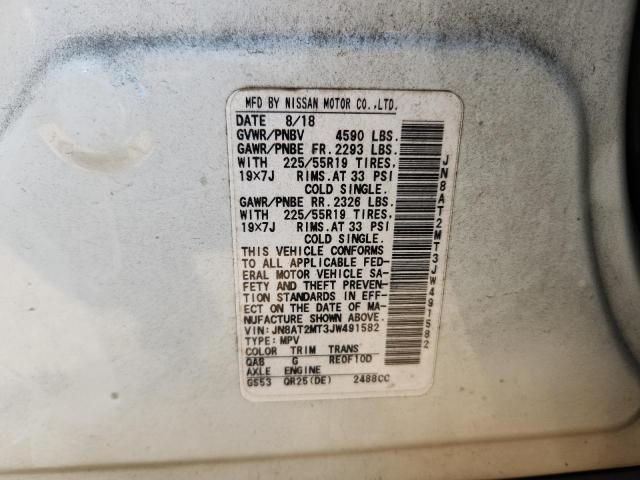 MFD BY NISSAN MOTOR CO.,LTD.
DATE 8/18
GVWR/PNBV 4590 LBS.
GAWR/PNBE FR. 2293 LBS.
WITH 225/55R19 TIRES,
19×7J RIMS. AT 33 PSI
COLD SINGLE.
GAWR/PNBE RR. 2326 LBS.
WITH 225/55R19 TIRES,
19×7J RIMS. AT 33 PSI
COLD SINGLE.
THIS VEHICLE CONFORMS
TO ALL APPLICABLE FED-
ERAL MOTOR VEHICLE SA-
FETY AND THEFT PREVEN-
TION STANDARDS IN EFF-
ECT ON THE DATE OF MA-
NUFACTURE SHOWN ABOVE.
VIN: JN8AT2MT3JW491582
TYPE: MPV
COLOR TRIM TRANS
QAB G RE0F10D
AXLE ENGINE
GS53 QR25(DE) 2488CC
JN8AT2MT3JW491582